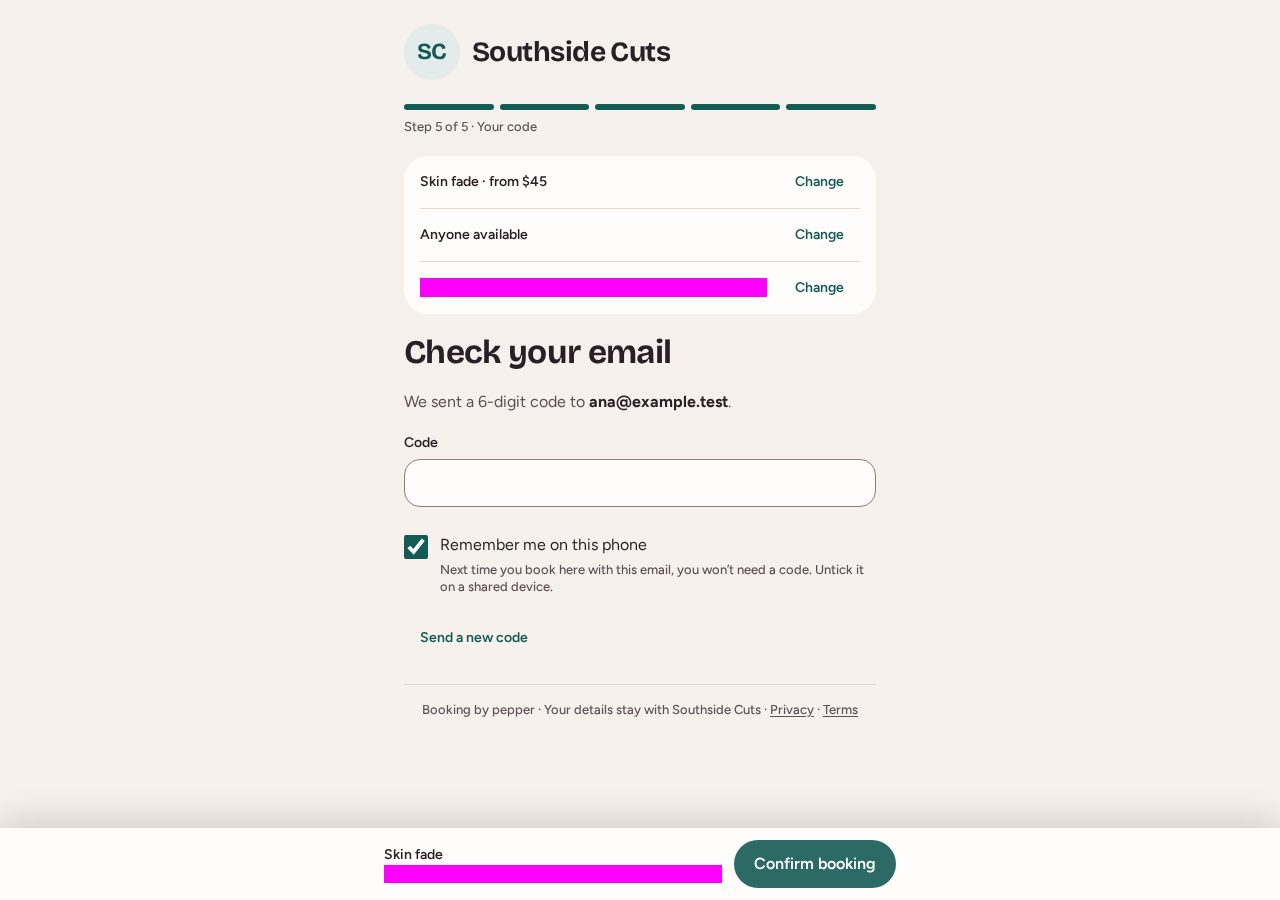 SC
Southside Cuts
Step 5 of 5 · Your code
Skin fade · from $45
Change
Anyone available
Change
Change
Check your email
We sent a 6-digit code to ana@example.test.
Code
Remember me on this phone
Next time you book here with this email, you won’t need a code. Untick it
on a shared device.
Send a new code
Booking by pepper · Your details stay with Southside Cuts · Privacy · Terms
Skin fade
Confirm booking